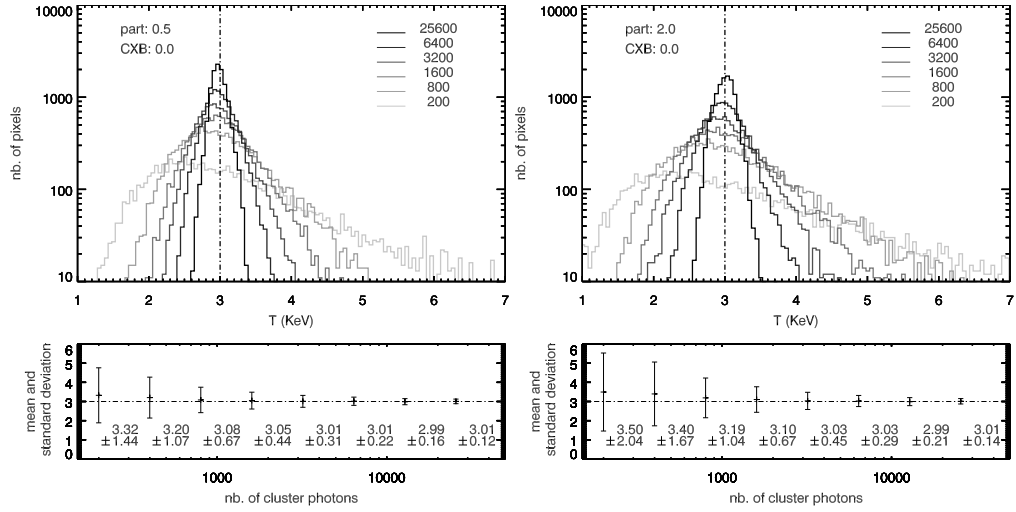 part: 0.5
CXB: 0.0
25600
6400
3200
1600
800
200
nb. of pixels
10000
1000
100
10
1 2 3 4 5 6 7
T (KeV)
part: 2.0
CXB: 0.0
25600
6400
3200
1600
800
200
nb. of pixels
10000
1000
100
10
1 2 3 4 5 6 7
T (KeV)
mean and
standard deviation
6
5
4
3
2
1
0
3.32 3.20 3.08 3.05 3.01 3.01 2.99 3.01
±1.44 ±1.07 ±0.67 ±0.44 ±0.31 ±0.22 ±0.16 ±0.12
1000 10000
nb. of cluster photons
mean and
standard deviation
6
5
4
3
2
1
0
3.50 3.40 3.19 3.10 3.03 3.03 2.99 3.01
±2.04 ±1.67 ±1.04 ±0.67 ±0.45 ±0.29 ±0.21 ±0.14
1000 10000
nb. of cluster photons